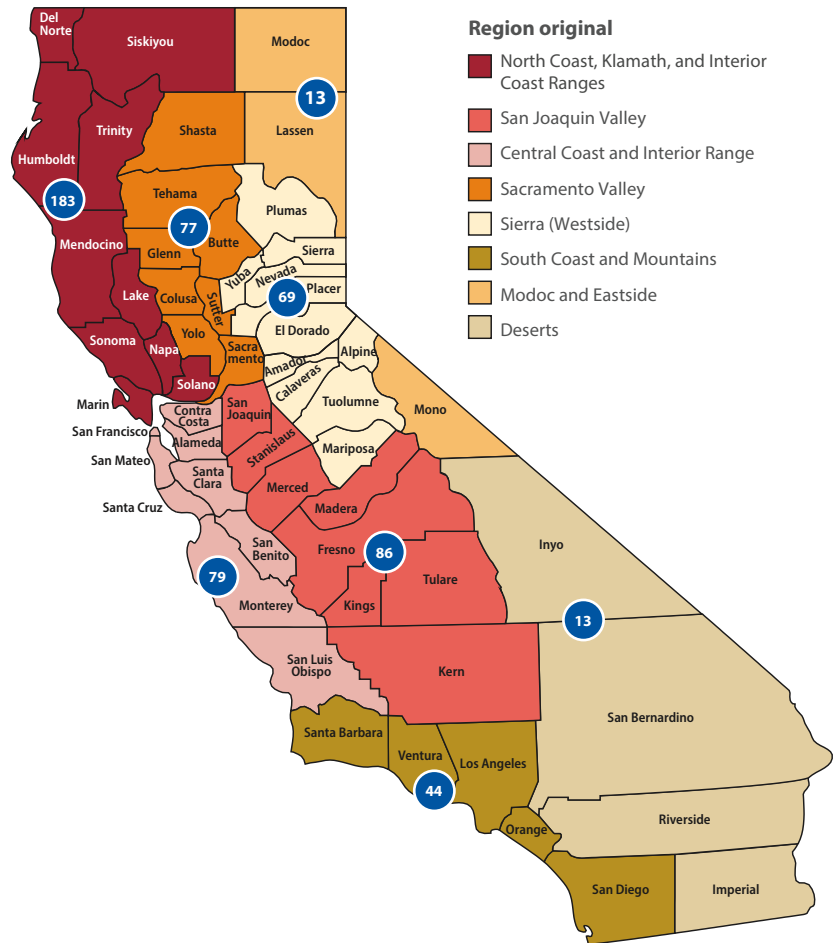 Region original
North Coast, Klamath, and Interior
Coast Ranges
San Joaquin Valley
Central Coast and Interior Range
Sacramento Valley
Sierra (Westside)
South Coast and Mountains
Modoc and Eastside
Deserts
Del
Norte
Siskiyou
Modoc
13
Trinity
Shasta
Lassen
Humboldt
183
Tehama
77
Plumas
Mendocino
Glenn
Butte
Sierra
Yuba
Nevada
69
Placer
Lake
Colusa
Sutter
El Dorado
Sonoma
Napa
Yolo
Sacra
mento
Alpine
Amador
Calaveras
Solano
Marin
Contra
Costa
San
Joaquin
Tuolumne
Mono
San Francisco
Alameda
Stanislaus
Mariposa
San Mateo
Santa
Clara
Merced
Santa Cruz
Madera
San
Benito
Fresno
86
Inyo
79
Tulare
Monterey
Kings
13
San Luis
Obispo
Kern
San Bernardino
Santa Barbara
Ventura
Los Angeles
44
Orange
Riverside
San Diego
Imperial